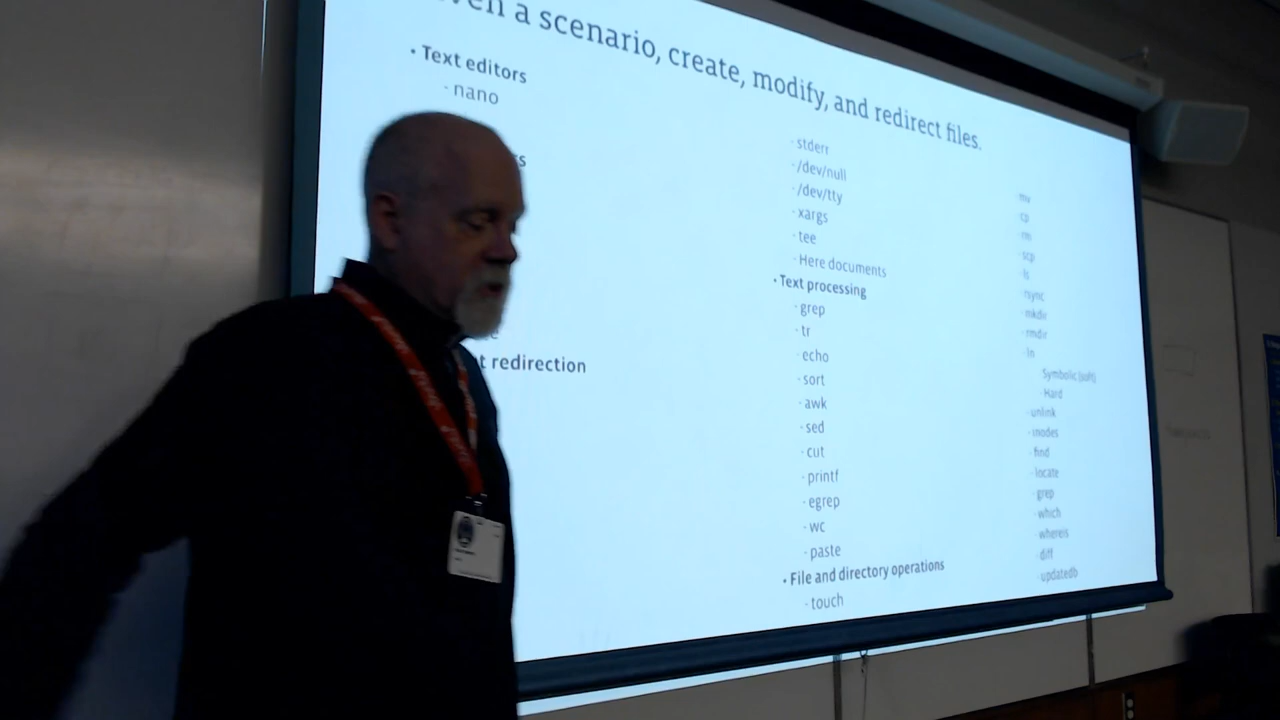 a scenario, create, modify, and redirect files.
• Text editors
- nano
redirection
- stderr
- /dev/null
- /dev/tty
- xargs
- tee
- Here documents
• Text processing
- grep
- tr
- echo
- sort
- awk
- sed
- cut
- printf
- egrep
- wc
- paste
• File and directory operations
- touch
mv
cp
rm
scp
ls
rsync
mkdir
rmdir
ln
Symbolic (soft)
Hard
unlink
inodes
find
locate
grep
which
whereis
diff
updatedb